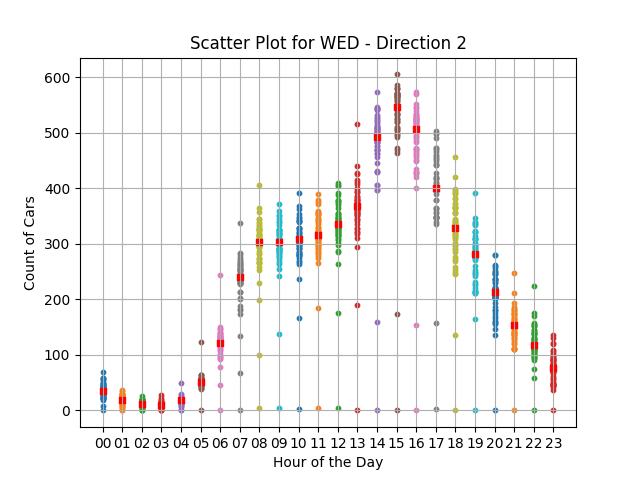 Scatter Plot for WED - Direction 2
600
500
400
300
200
100
0
Count of Cars
00 01 02 03 04 05 06 07 08 09 10 11 12 13 14 15 16 17 18 19 20 21 22 23
Hour of the Day